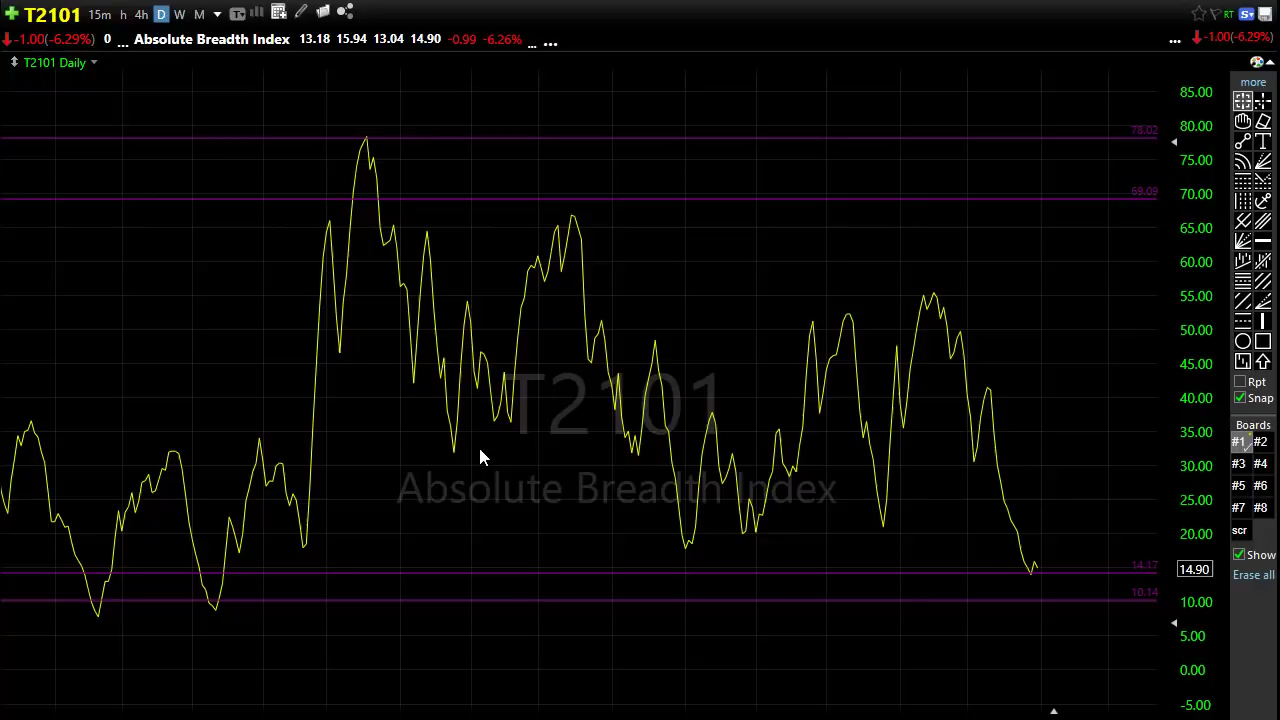 T2101 15m h 4h D W M T RT S
-1.00(-6.29%) 0 ... Absolute Breadth Index 13.18 15.94 13.04 14.90 -0.99 -6.26% ... ... ... -1.00(-6.29%)
T2101 Daily
more
85.00
78.02
80.00
75.00
69.09
70.00
65.00
60.00
55.00
50.00
45.00
T2101
Rpt
40.00
Snap
35.00
Boards
#1 #2
30.00
#3 #4
Absolute Breadth Index
#5 #6
25.00
#7 #8
20.00
scr
Show
14.17
14.90
Erase all
10.14
10.00
5.00
0.00
-5.00